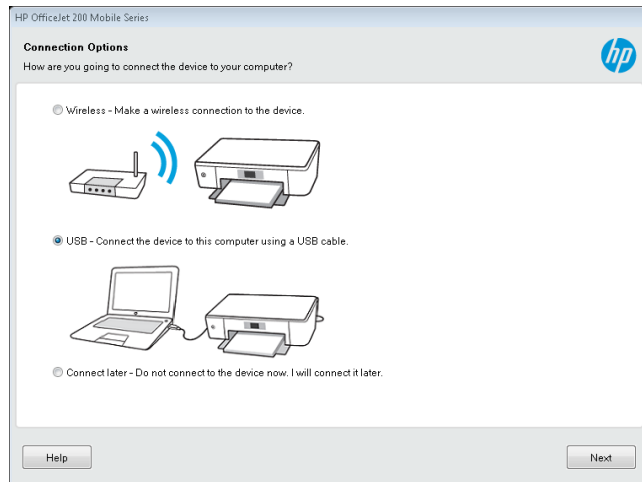 HP OfficeJet 200 Mobile Series
Connection Options
How are you going to connect the device to your computer?
hp
Wireless - Make a wireless connection to the device.
USB - Connect the device to this computer using a USB cable.
Connect later - Do not connect to the device now. I will connect it later.
Help
Next